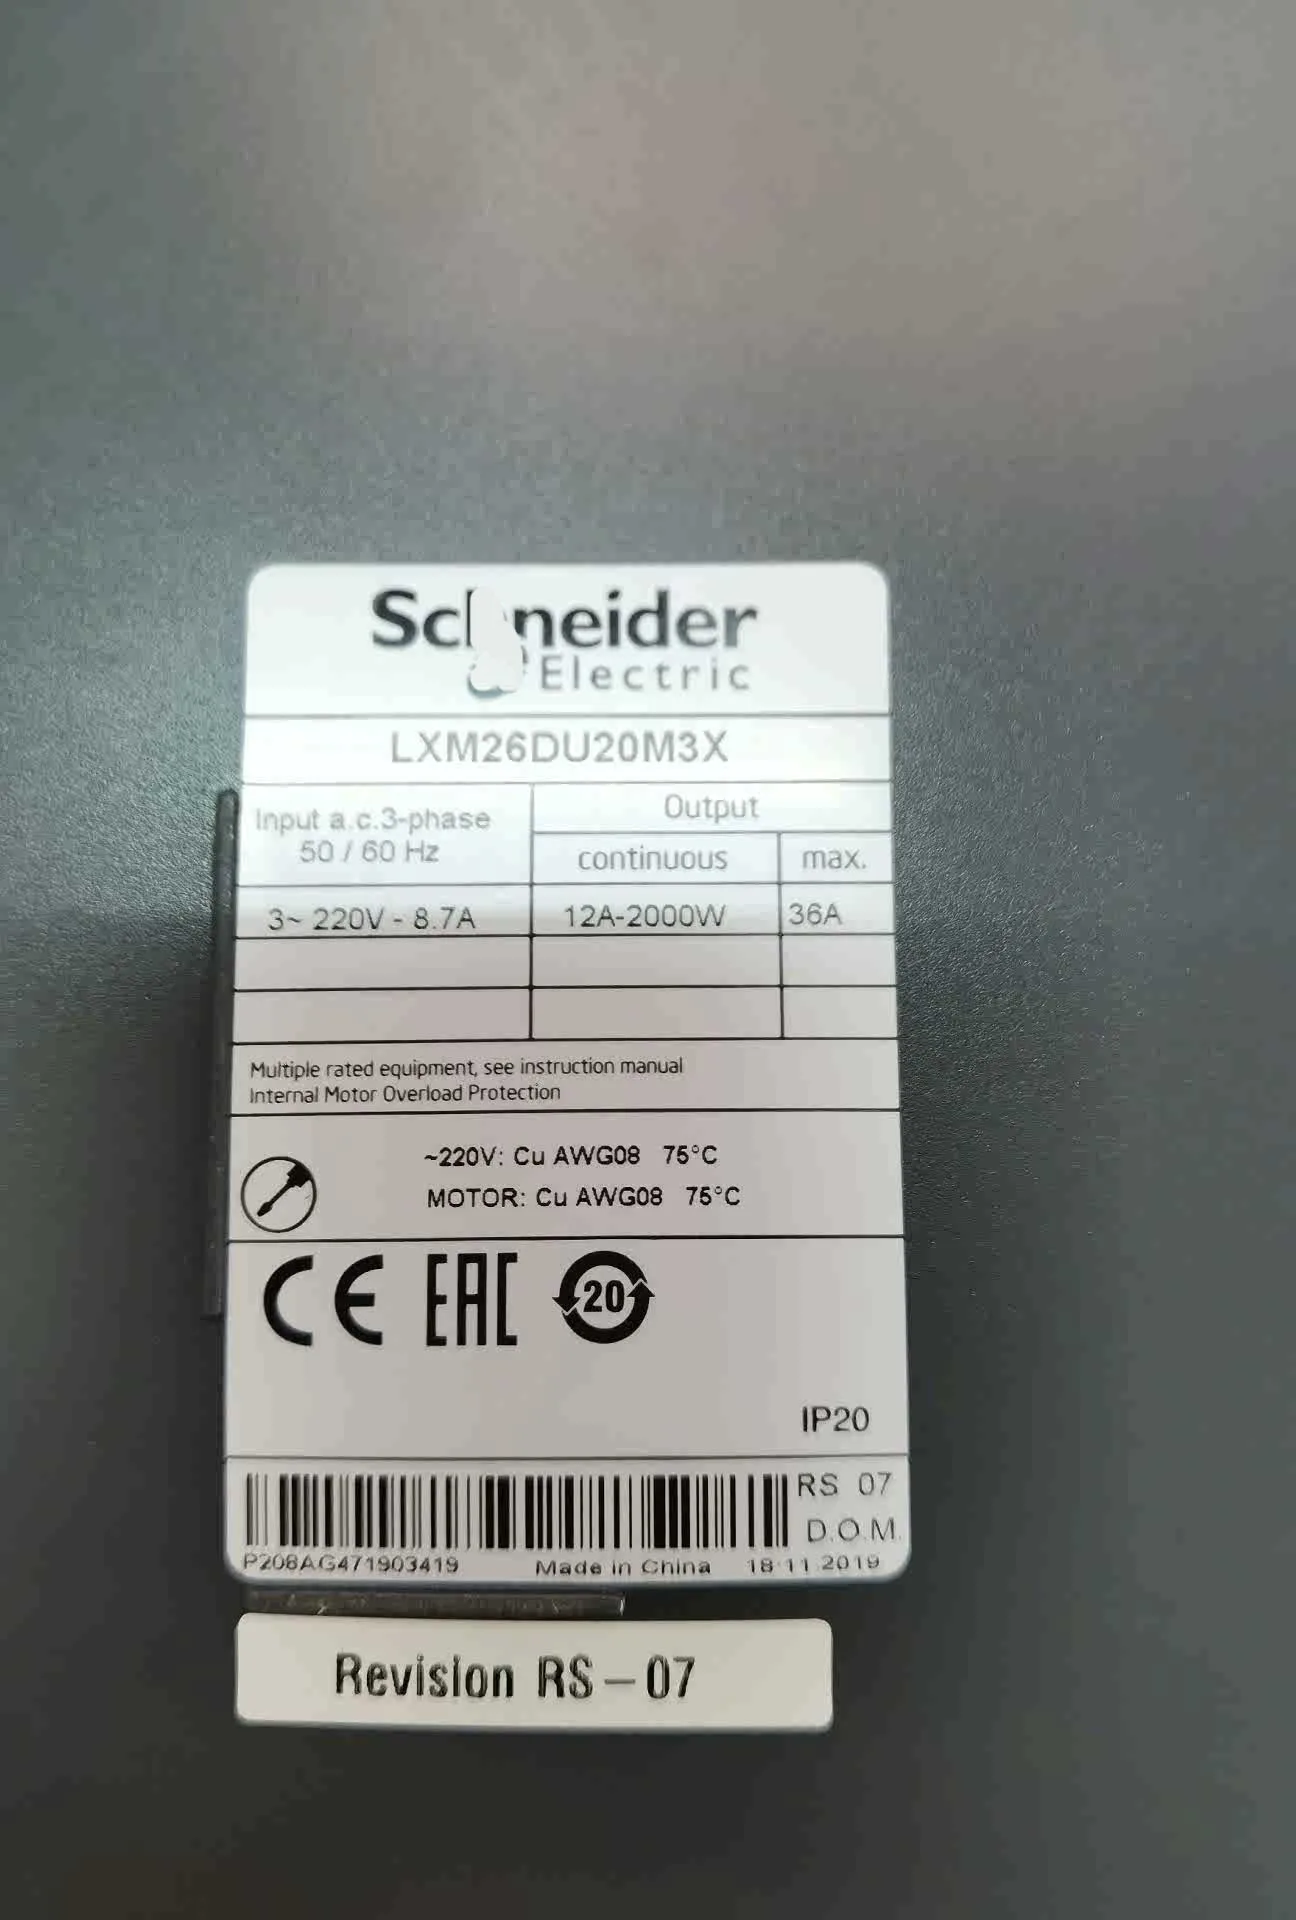 Schneider
Electric
LXM26DU20M3X
Input a.c.3-phase
50 / 60 Hz
Output
continuous
max.
3~ 220V - 8.7A
12A-2000W
36A
Multiple rated equipment, see instruction manual
Internal Motor Overload Protection
~220V: Cu AWG08 75°C
MOTOR: Cu AWG08 75°C
CE EAC 20
IP20
RS 07
D.O.M.
P208AG471903419 Made in China 18.11.2019
Revision RS-07